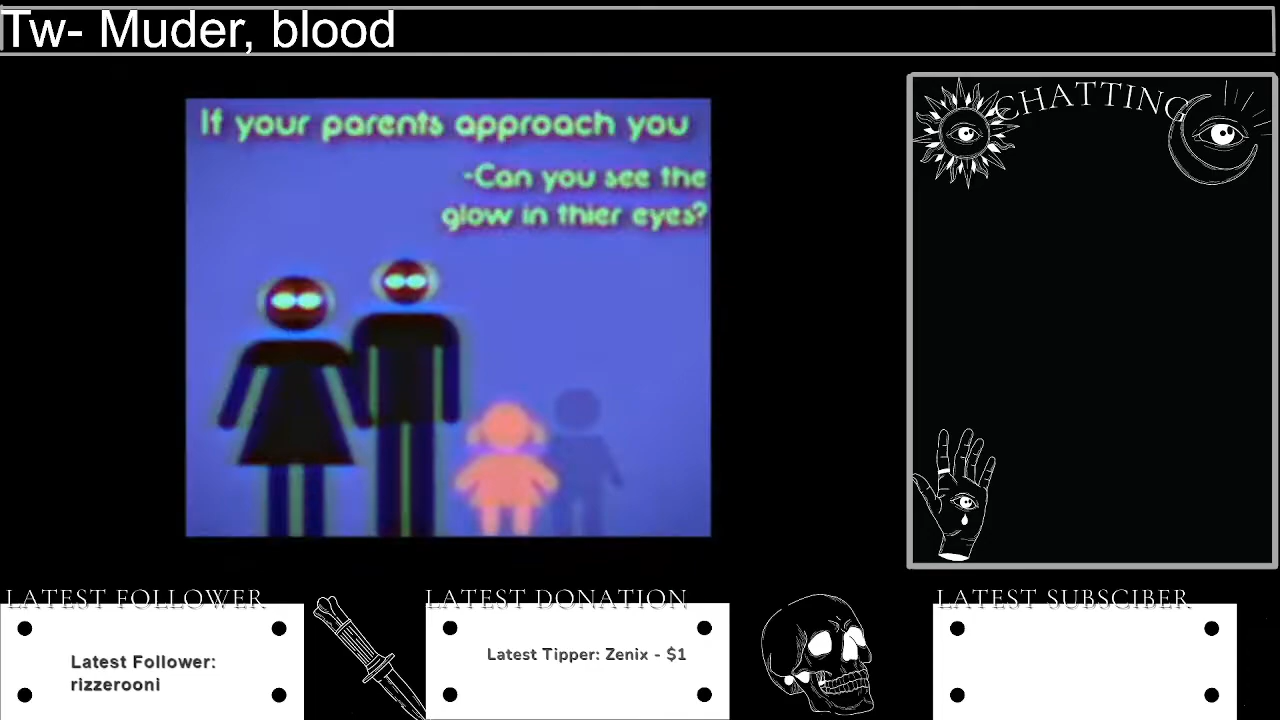 Tw- Muder, blood
If your parents approach you
-Can you see the
glow in thier eyes?
CHATTING
LATEST FOLLOWER
Latest Follower:
rizzerooni
LATEST DONATION
Latest Tipper: Zenix - $1
LATEST SUBSCIBER